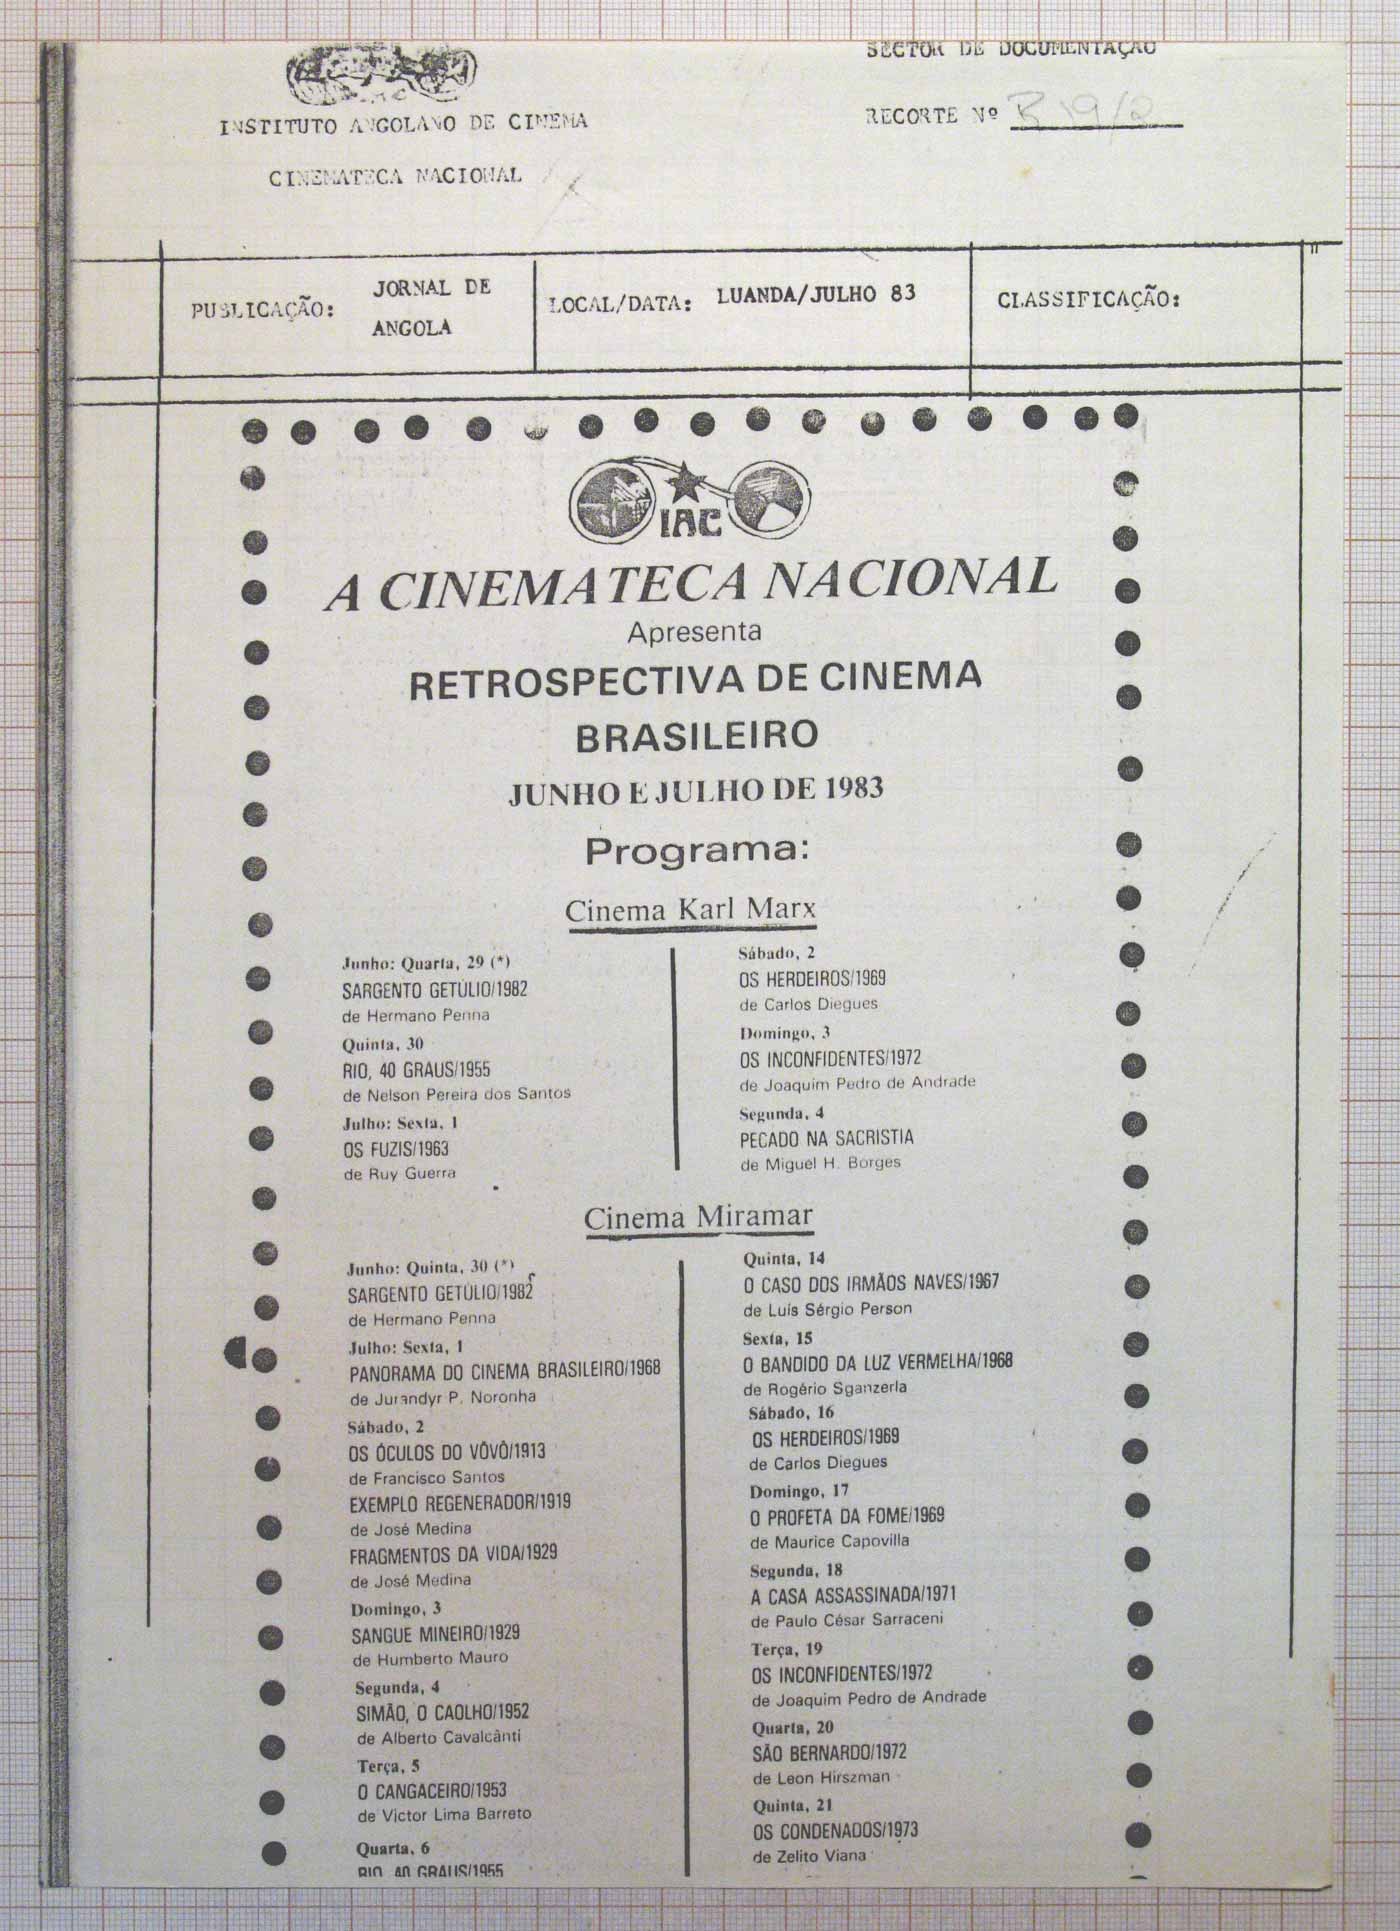 SECTOR DE DOCUMENTAÇÃO
INSTITUTO ANGOLANO DE CINEMA
RECORTE Nº R 19/2
CINEMATECA NACIONAL
PUBLICAÇÃO:
JORNAL DE
ANGOLA
LOCAL/DATA:
LUANDA/JULHO 83
CLASSIFICAÇÃO:
IAC
A CINEMATECA NACIONAL
Apresenta
RETROSPECTIVA DE CINEMA
BRASILEIRO
JUNHO E JULHO DE 1983
Programa:
Cinema Karl Marx
Junho: Quarta, 29 (*)
SARGENTO GETÚLIO/1982
de Hermano Penna
Quinta, 30
RIO, 40 GRAUS/1955
de Nelson Pereira dos Santos
Julho: Sexta, 1
OS FUZIS/1963
de Ruy Guerra
Sábado, 2
OS HERDEIROS/1969
de Carlos Diegues
Domingo, 3
OS INCONFIDENTES/1972
de Joaquim Pedro de Andrade
Segunda, 4
PECADO NA SACRISTIA
de Miguel H. Borges
Cinema Miramar
Junho: Quinta, 30 (*)
SARGENTO GETÚLIO/1982
de Hermano Penna
Julho: Sexta, 1
PANORAMA DO CINEMA BRASILEIRO/1968
de Jurandyr P. Noronha
Sábado, 2
OS ÓCULOS DO VÔVÔ/1913
de Francisco Santos
EXEMPLO REGENERADOR/1919
de José Medina
FRAGMENTOS DA VIDA/1929
de José Medina
Domingo, 3
SANGUE MINEIRO/1929
de Humberto Mauro
Segunda, 4
SIMÃO, O CAOLHO/1952
de Alberto Cavalcânti
Terça, 5
O CANGACEIRO/1953
de Victor Lima Barreto
Quarta, 6
RIO, 40 GRAUS/1955
Quinta, 14
O CASO DOS IRMÃOS NAVES/1967
de Luís Sérgio Person
Sexta, 15
O BANDIDO DA LUZ VERMELHA/1968
de Rogério Sganzerla
Sábado, 16
OS HERDEIROS/1969
de Carlos Diegues
Domingo, 17
O PROFETA DA FOME/1969
de Maurice Capovilla
Segunda, 18
A CASA ASSASSINADA/1971
de Paulo César Sarraceni
Terça, 19
OS INCONFIDENTES/1972
de Joaquim Pedro de Andrade
Quarta, 20
SÃO BERNARDO/1972
de Leon Hirszman
Quinta, 21
OS CONDENADOS/1973
de Zelito Viana